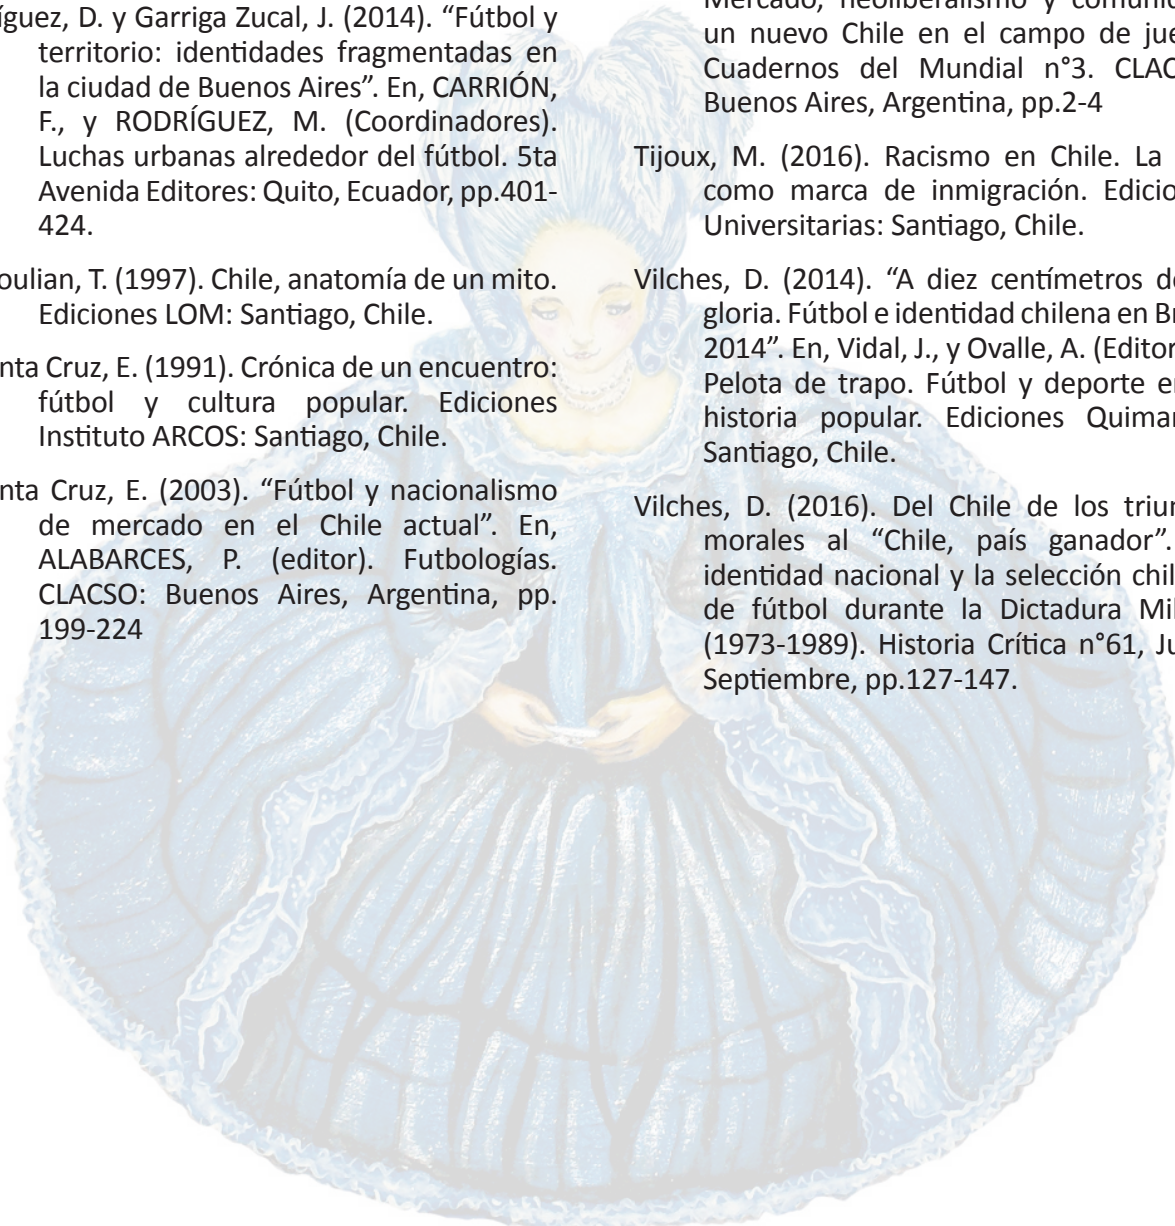 íguez, D. y Garriga Zucal, J. (2014). “Fútbol y
territorio: identidades fragmentadas en
la ciudad de Buenos Aires”. En, CARRIÓN,
F., y RODRÍGUEZ, M. (Coordinadores).
Luchas urbanas alrededor del fútbol. 5ta
Avenida Editores: Quito, Ecuador, pp.401-
424.
oulian, T. (1997). Chile, anatomía de un mito.
Ediciones LOM: Santiago, Chile.
nta Cruz, E. (1991). Crónica de un encuentro:
fútbol y cultura popular. Ediciones
Instituto ARCOS: Santiago, Chile.
nta Cruz, E. (2003). “Fútbol y nacionalismo
de mercado en el Chile actual”. En,
ALABARCES, P. (editor). Futbologías.
CLACSO: Buenos Aires, Argentina, pp.
199-224
Mercado, neoliberalismo y comunic
un nuevo Chile en el campo de jue
Cuadernos del Mundial n°3. CLAC
Buenos Aires, Argentina, pp.2-4
Tijoux, M. (2016). Racismo en Chile. La
como marca de inmigración. Edicio
Universitarias: Santiago, Chile.
Vilches, D. (2014). “A diez centímetros de
gloria. Fútbol e identidad chilena en Br
2014”. En, Vidal, J., y Ovalle, A. (Editor
Pelota de trapo. Fútbol y deporte e
historia popular. Ediciones Quimar
Santiago, Chile.
Vilches, D. (2016). Del Chile de los triun
morales al “Chile, país ganador”.
identidad nacional y la selección chil
de fútbol durante la Dictadura Mil
(1973-1989). Historia Crítica n°61, Ju
Septiembre, pp.127-147.